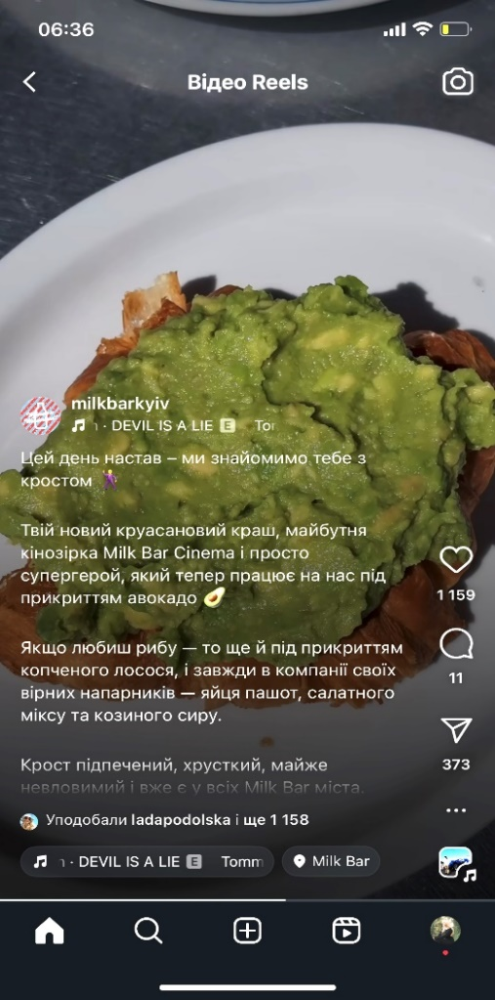 06:36
Відео Reels
milkbarkyiv
· DEVIL IS A LIE E
Цей день настав – ми знайомимо тебе з
кростом 🕺
Твій новий круасановий краш, майбутня
кінозірка Milk Bar Cinema і просто
супергерой, який тепер працює на нас під
прикриттям авокадо 🥑
Якщо любиш рибу — то ще й під прикриттям
копченого лосося, і завжди в компанії своїх
вірних напарників — яйця пашот, салатного
міксу та козиного сиру.
Крост підпечений, хрусткий, майже
невловимий і вже є у всіх Milk Bar міста.
1 159
11
373
Уподобали ladapodolska і ще 1 158
· DEVIL IS A LIE E Tomm
Milk Bar